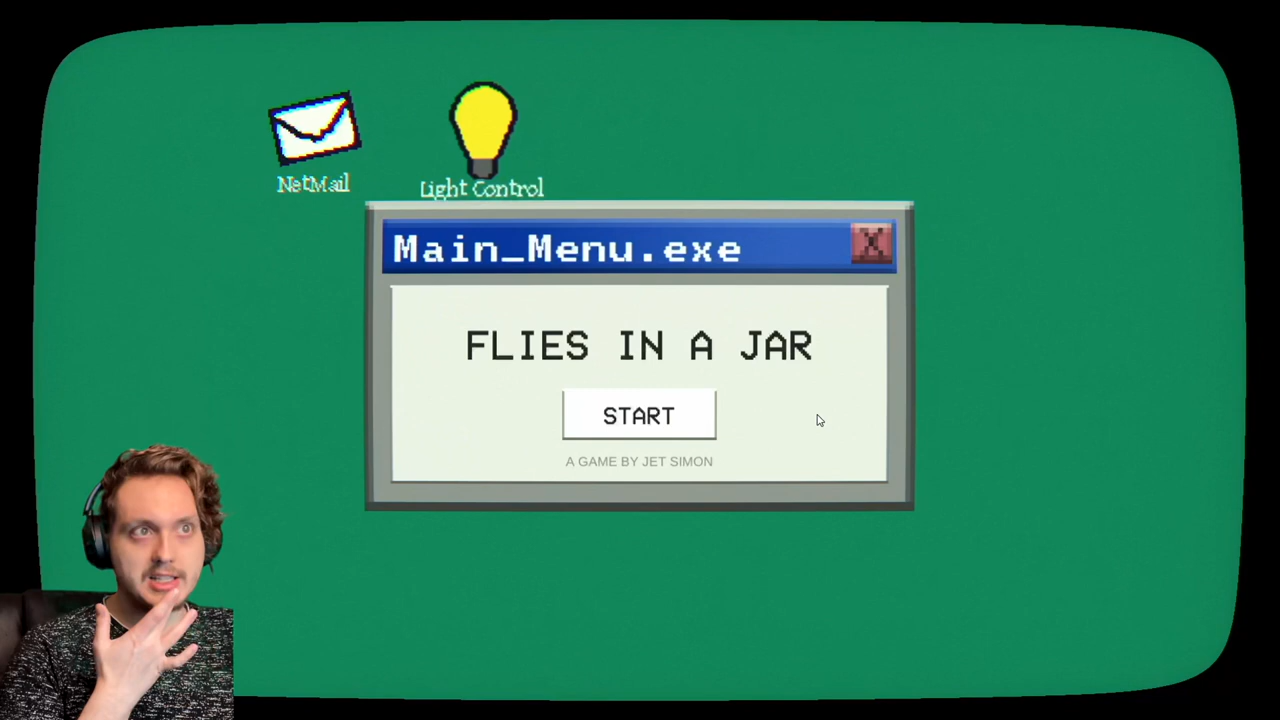 NetMail
Light Control
Main_Menu.exe
X
FLIES IN A JAR
START
A GAME BY JET SIMON